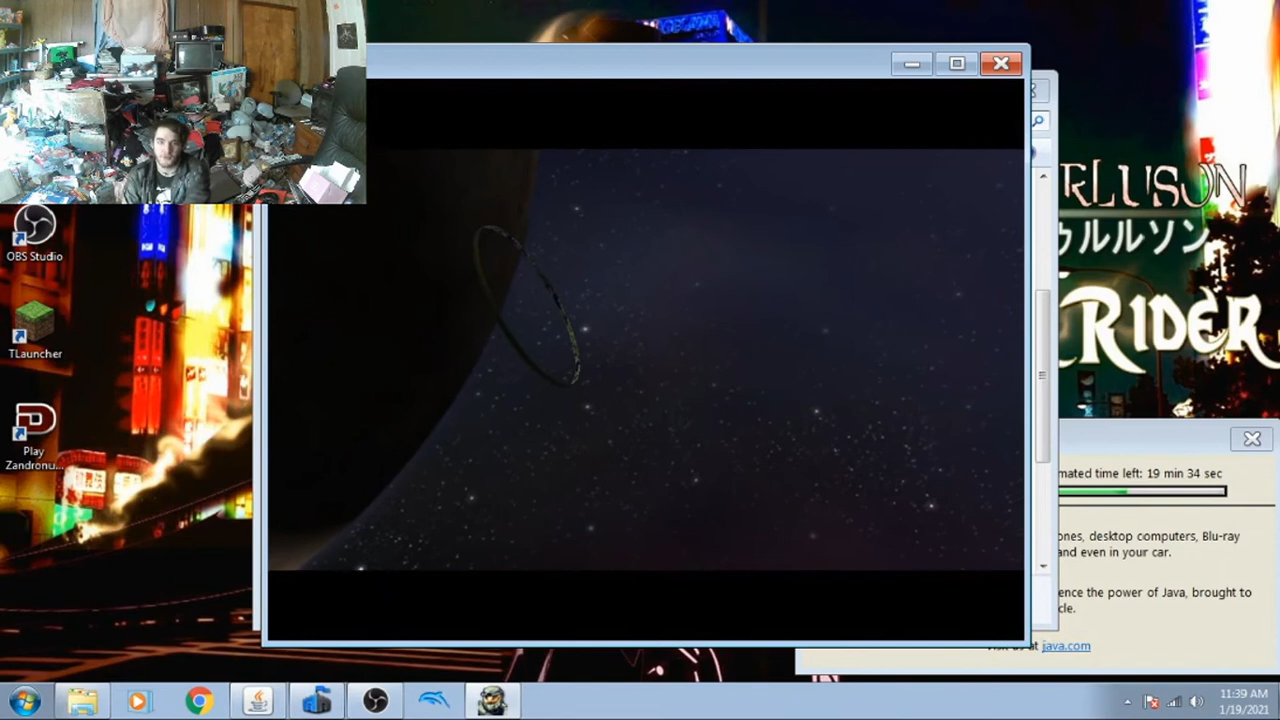 OBS Studio
TLauncher
Play
Zandronu...
RLUSON
ゥルルソン
RIDER
mated time left: 19 min 34 sec
ones, desktop computers, Blu-ray
and even in your car.
ence the power of Java, brought to
cle.
at java.com
11:39 AM
1/19/2021